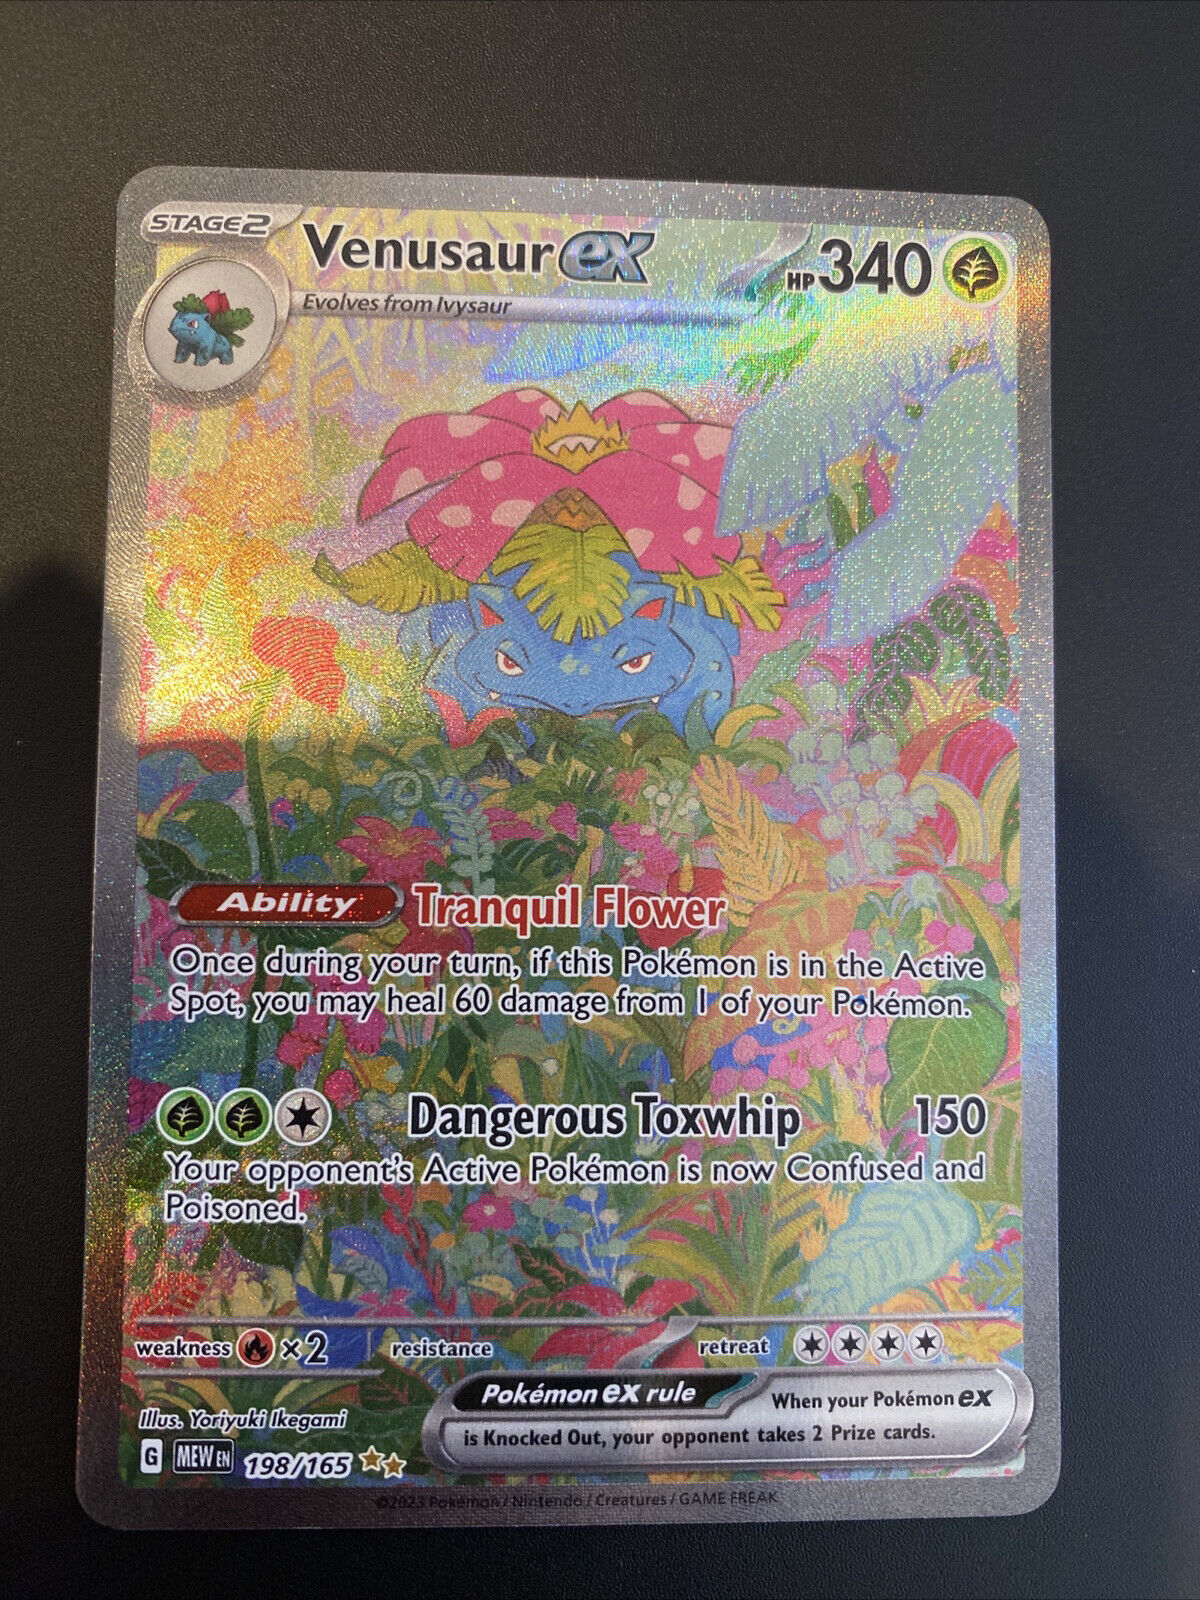 STAGE2
Venusaur ex
HP 340
Evolves from Ivysaur
Ability Tranquil Flower
Once during your turn, if this Pokémon is in the Active
Spot, you may heal 60 damage from 1 of your Pokémon.
Dangerous Toxwhip 150
Your opponent's Active Pokémon is now Confused and
Poisoned.
weakness ×2 resistance retreat
Pokémon ex rule When your Pokémon ex
is Knocked Out, your opponent takes 2 Prize cards.
Illus. Yoriyuki Ikegami
G MEW EN 198/165
©2023 Pokémon / Nintendo / Creatures / GAME FREAK